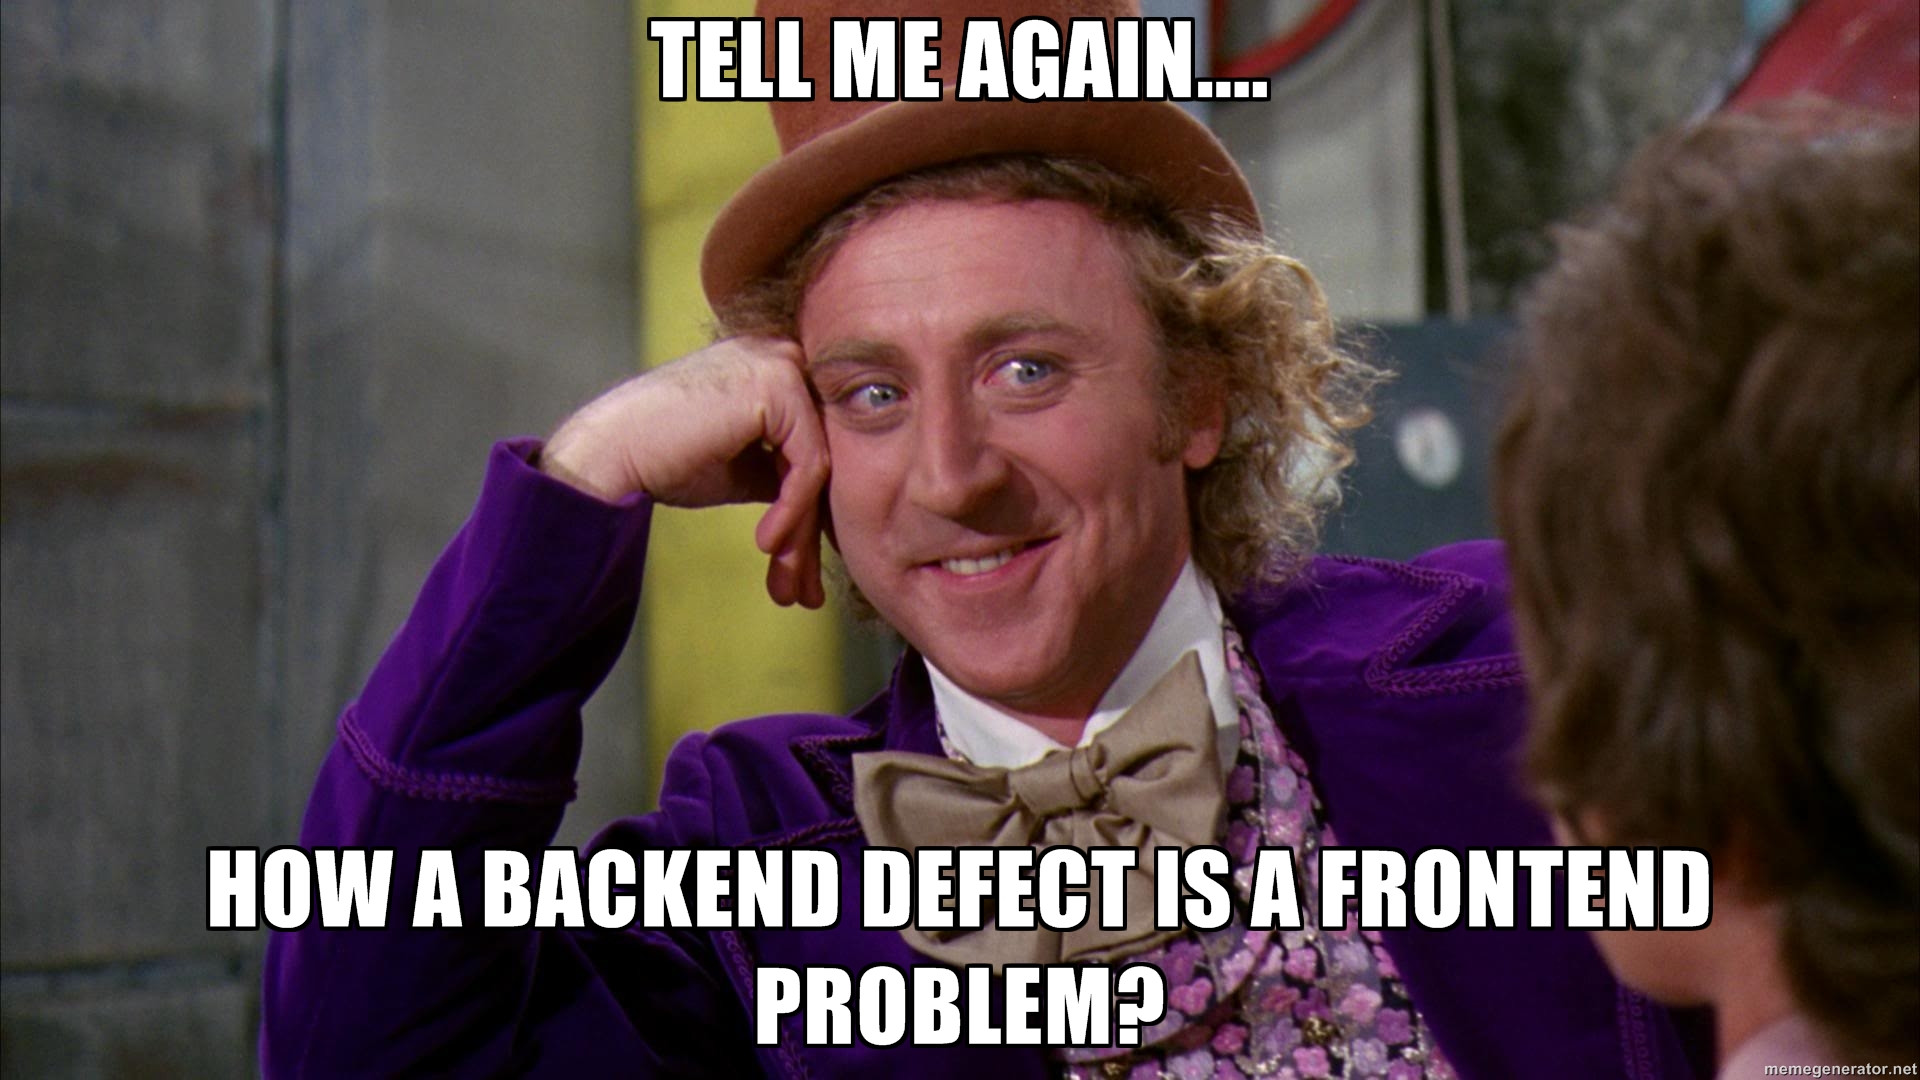 TELL ME AGAIN....
HOW A BACKEND DEFECT IS A FRONTEND
PROBLEM?
memegenerator.net